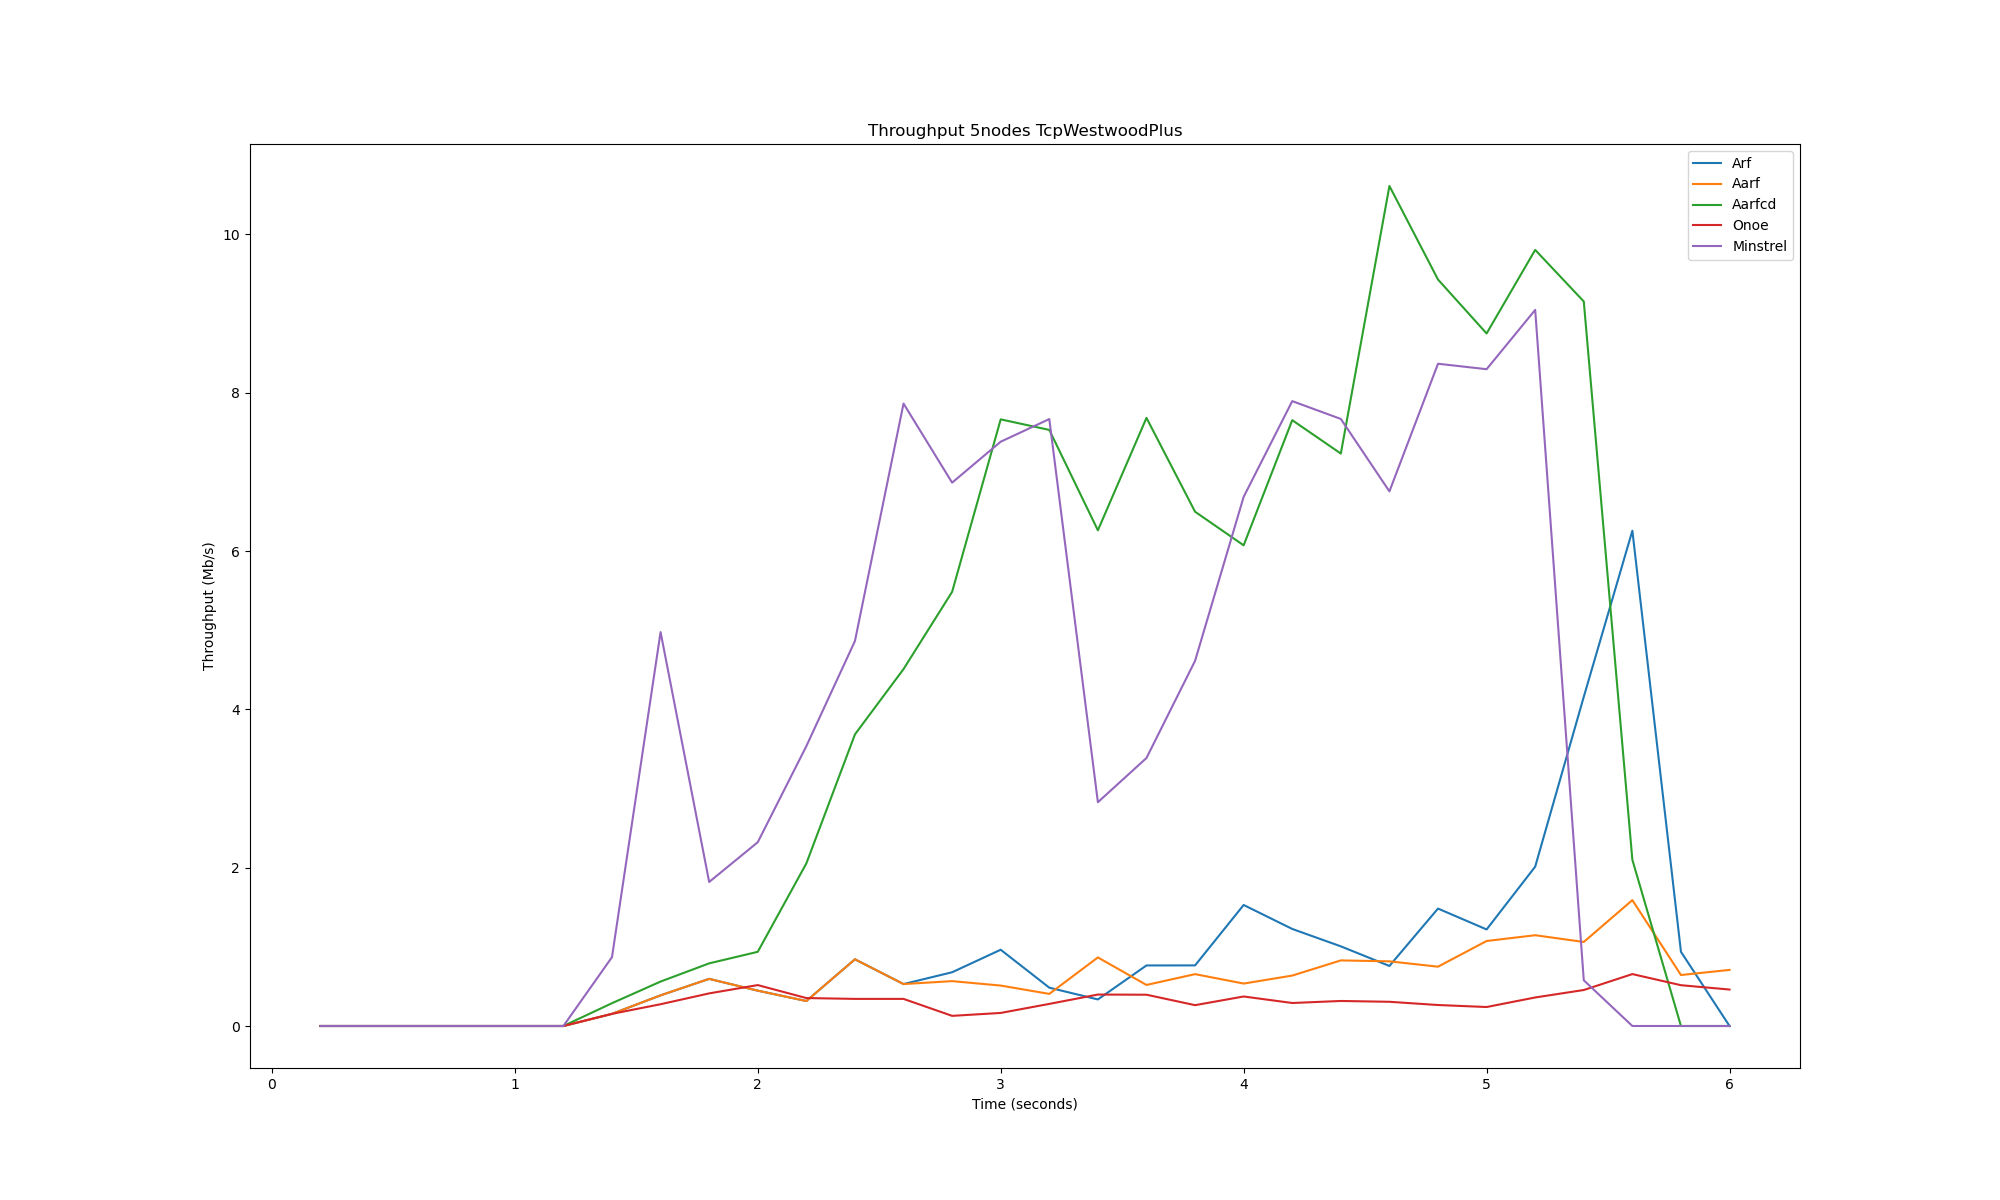 Throughput 5nodes TcpWestwoodPlus
Arf
Aarf
Aarfcd
Onoe
Minstrel
Throughput (Mb/s)
10
8
6
4
2
0
0 1 2 3 4 5 6
Time (seconds)